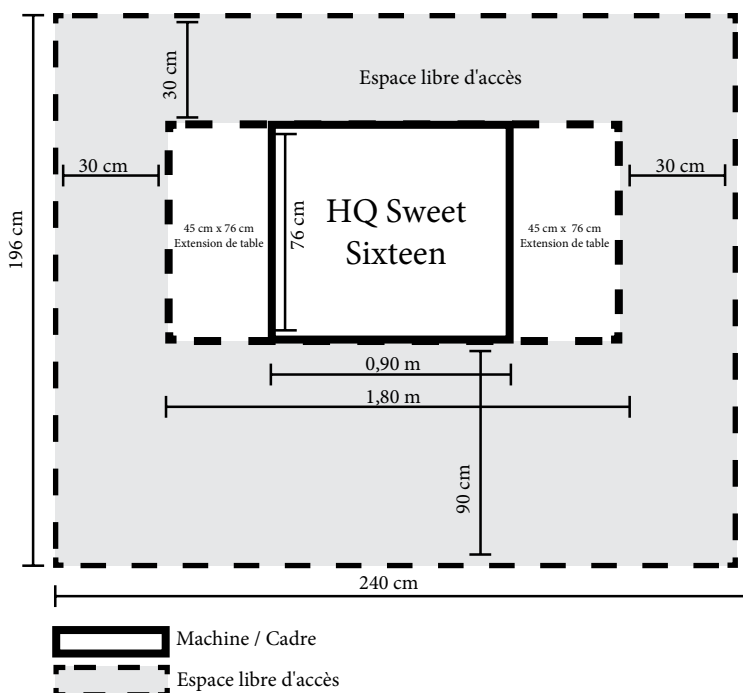 30 cm
Espace libre d'accès
30 cm
30 cm
196 cm
45 cm x 76 cm
Extension de table
76 cm
HQ Sweet
Sixteen
45 cm x  76 cm
Extension de table
0,90 m
1,80 m
90 cm
240 cm
Machine / Cadre
Espace libre d'accès